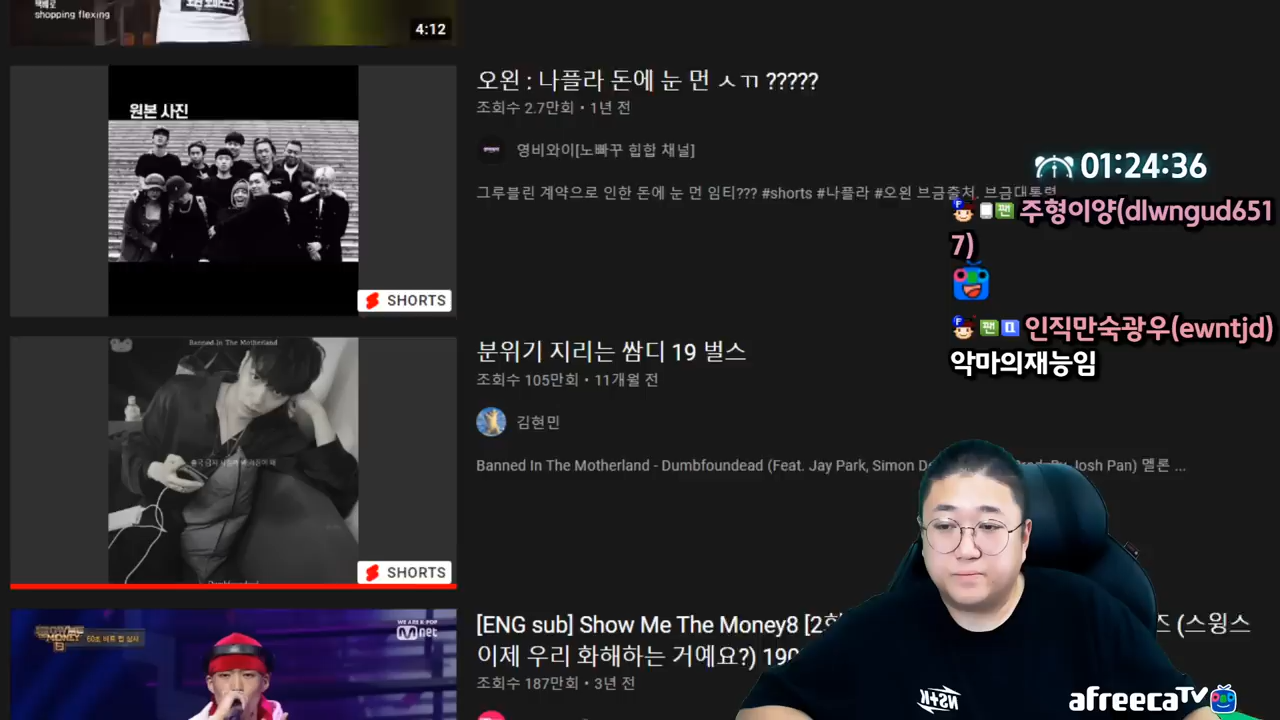 shopping flexing
4:12
원본 사진
SHORTS
오왼 : 나플라 돈에 눈 먼 ㅅㄲ ?????
조회수 2.7만회 • 1년 전
영비와이[노빠꾸 힙합 채널]
그루블린 계약으로 인한 돈에 눈 먼 임티??? #shorts #나플라 #오왼 브금출처, 브금대통령
01:24:36
주형이양(dlwngud651
7)
인직만숙광우(ewntjd)
악마의재능임
Banned In The Motherland
SHORTS
분위기 지리는 쌈디 19 벌스
조회수 105만회 • 11개월 전
김현민
Banned In The Motherland - Dumbfoundead (Feat. Jay Park, Simon Josh Pan) 멜론 ...
WE ARE K-POP
Mnet
[ENG sub] Show Me The Money8 [2 즈 (스윙스
이제 우리 화해하는 거예요?) 190
조회수 187만회 • 3년 전
NS+K
afreecaTV